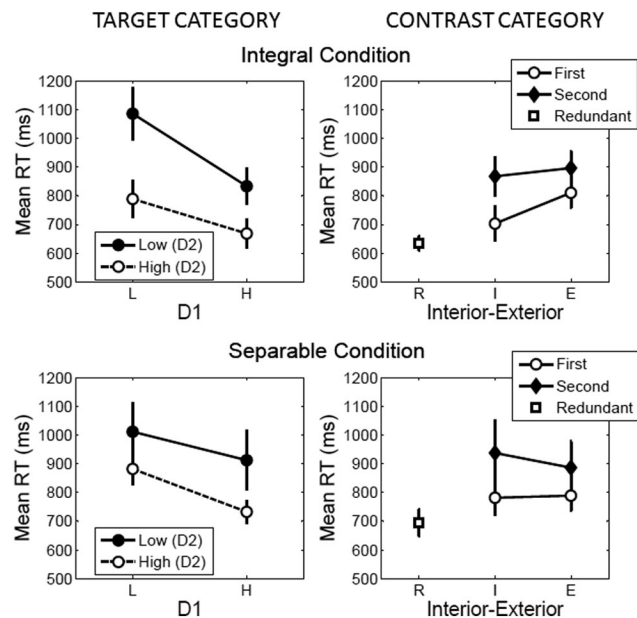 TARGET CATEGORY
CONTRAST CATEGORY
Integral Condition
Mean RT (ms)
1200
1100
1000
900
800
700
600
500
L
H
D1
Low (D2)
High (D2)
Mean RT (ms)
1200
1100
1000
900
800
700
600
500
R
I
E
Interior-Exterior
First
Second
Redundant
Separable Condition
Mean RT (ms)
1200
1100
1000
900
800
700
600
500
L
H
D1
Low (D2)
High (D2)
Mean RT (ms)
1200
1100
1000
900
800
700
600
500
R
I
E
Interior-Exterior
First
Second
Redundant